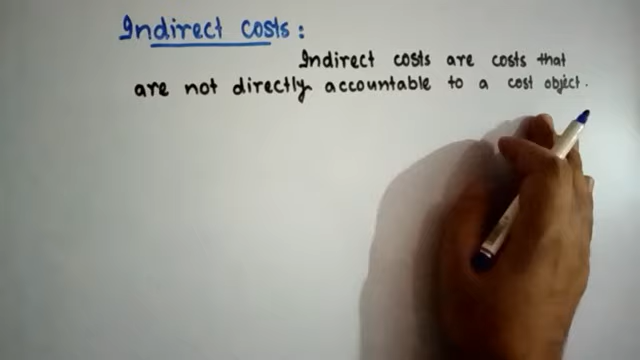 Indirect costs:
Indirect costs are costs that
are not directly accountable to a cost object.